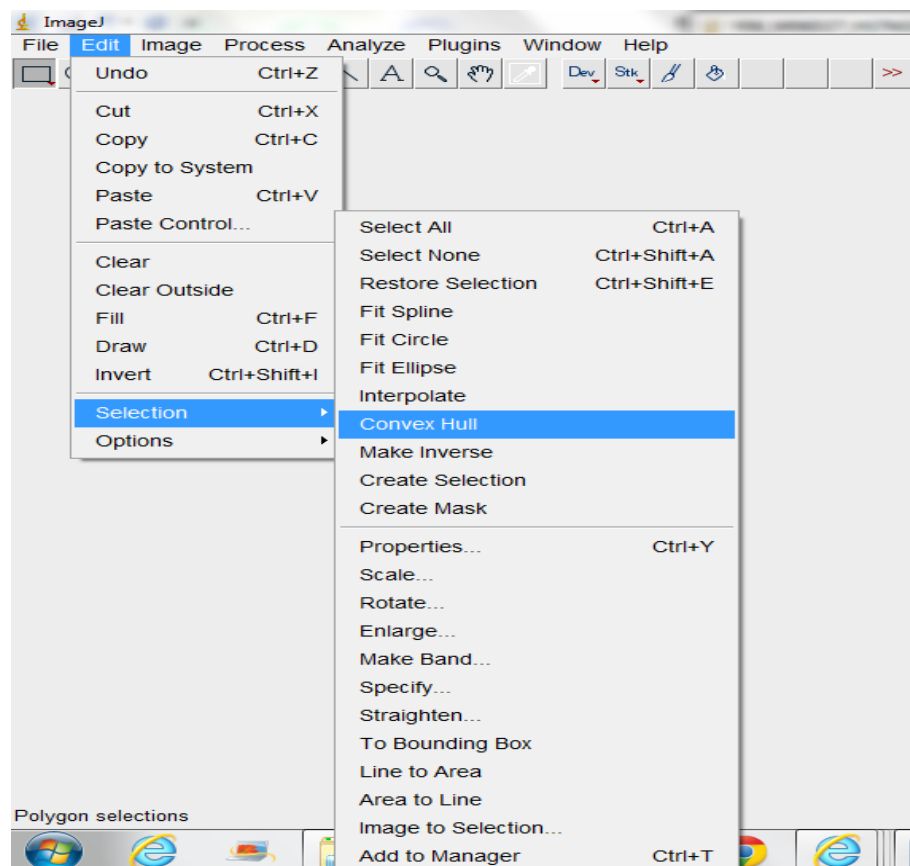 ImageJ
File Edit Image Process Analyze Plugins Window Help
A Dev Stk >>
Undo Ctrl+Z
Cut Ctrl+X
Copy Ctrl+C
Copy to System
Paste Ctrl+V
Paste Control...
Clear
Clear Outside
Fill Ctrl+F
Draw Ctrl+D
Invert Ctrl+Shift+I
Selection
Options
Select All Ctrl+A
Select None Ctrl+Shift+A
Restore Selection Ctrl+Shift+E
Fit Spline
Fit Circle
Fit Ellipse
Interpolate
Convex Hull
Make Inverse
Create Selection
Create Mask
Properties... Ctrl+Y
Scale...
Rotate...
Enlarge...
Make Band...
Specify...
Straighten...
To Bounding Box
Line to Area
Area to Line
Image to Selection...
Add to Manager Ctrl+T
Polygon selections